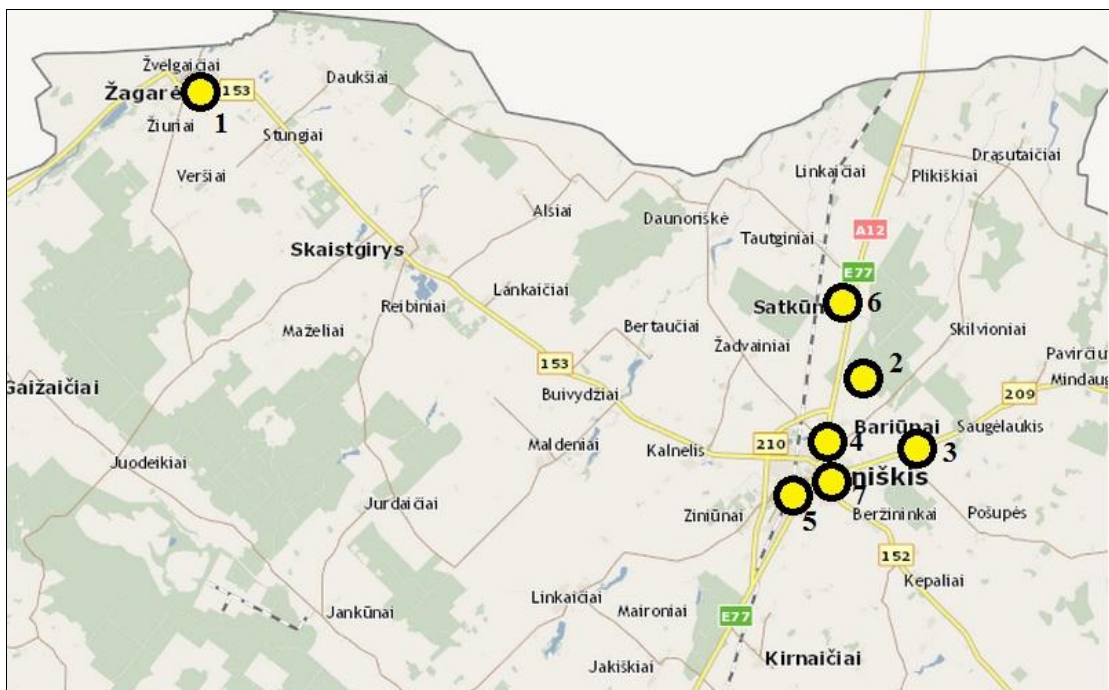 Žvelgaičiai
Žagarė
153
1
Daukšiai
Žiuriai
Stungiai
Veršiai
Drasutaičiai
Linkaičiai
Plikiškiai
Alsiai
Daunoriškė
A12
Tautginiai
Skaistgirys
E77
Lankaičiai
Reibiniai
Satkūn
6
Maželiai
Bertaučiai
Skilvioniai
Žadvainiai
Pavirčiu
153
2
Mindaug
Gaižaičiai
Buivydžiai
209
Bariūnai
Saugėlaukis
210
4
Maldeniai
Kalnelis
3
Juodeikiai
niškis
7
Jurdaičiai
Ziniūnai
5
Beržininkai
Pošupės
152
Kepaliai
Linkaičiai
Maironiai
Jankūnai
E77
Kirnaičiai
Jakiškiai